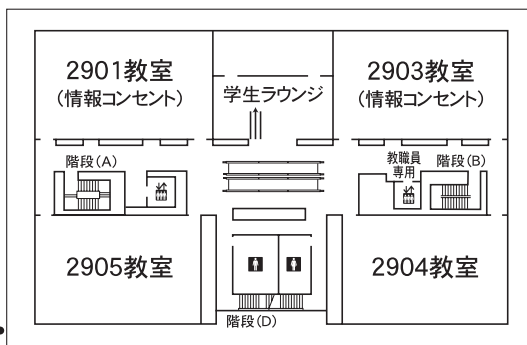 2901教室
(情報コンセント)
学生ラウンジ
2903教室
(情報コンセント)
階段(A)
教職員
専用
階段(B)
2905教室
2904教室
階段(D)